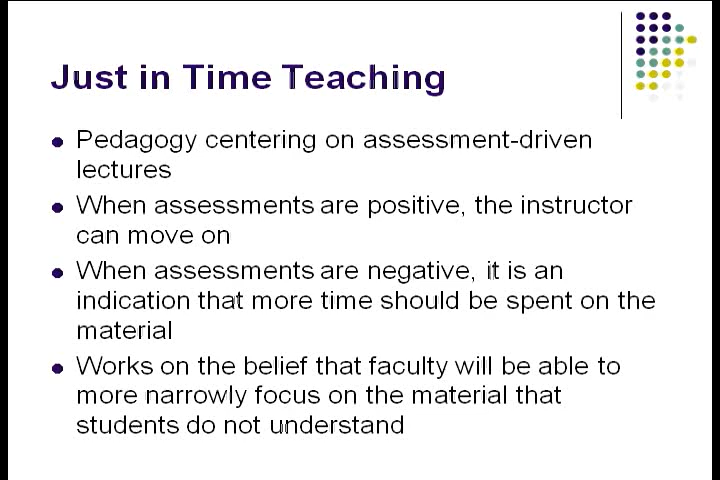 Just in Time Teaching
Pedagogy centering on assessment-driven
lectures
When assessments are positive, the instructor
can move on
When assessments are negative, it is an
indication that more time should be spent on the
material
Works on the belief that faculty will be able to
more narrowly focus on the material that
students do not understand